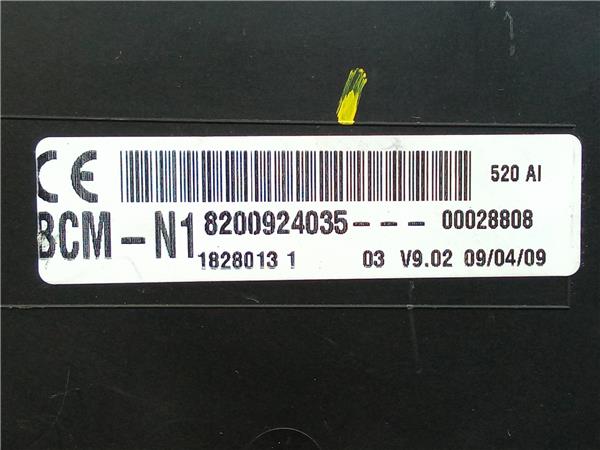 CE 520 AI
BCM-N1 8200924035---- 00028808
1828013 1 03 V9.02 09/04/09